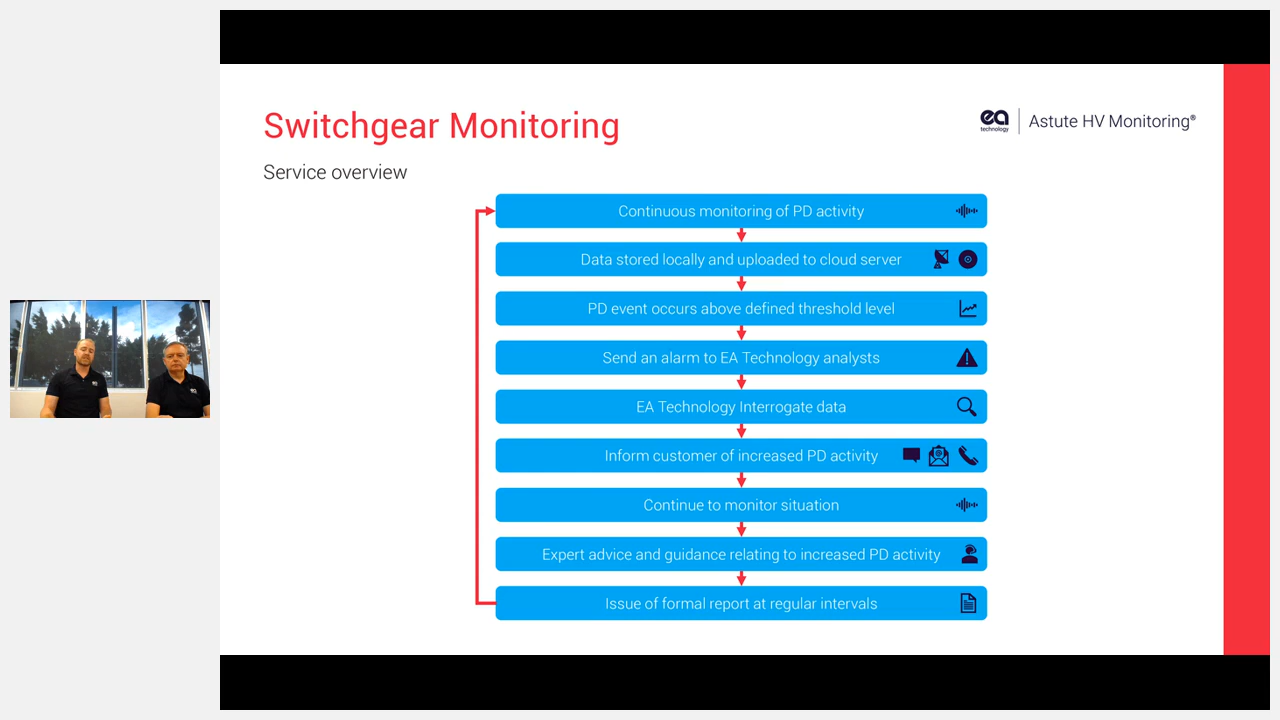 Switchgear Monitoring
ea
technology
Astute HV Monitoring®
Service overview
Continuous monitoring of PD activity
Data stored locally and uploaded to cloud server
PD event occurs above defined threshold level
Send an alarm to EA Technology analysts
EA Technology Interrogate data
Inform customer of increased PD activity
Continue to monitor situation
Expert advice and guidance relating to increased PD activity
Issue of formal report at regular intervals